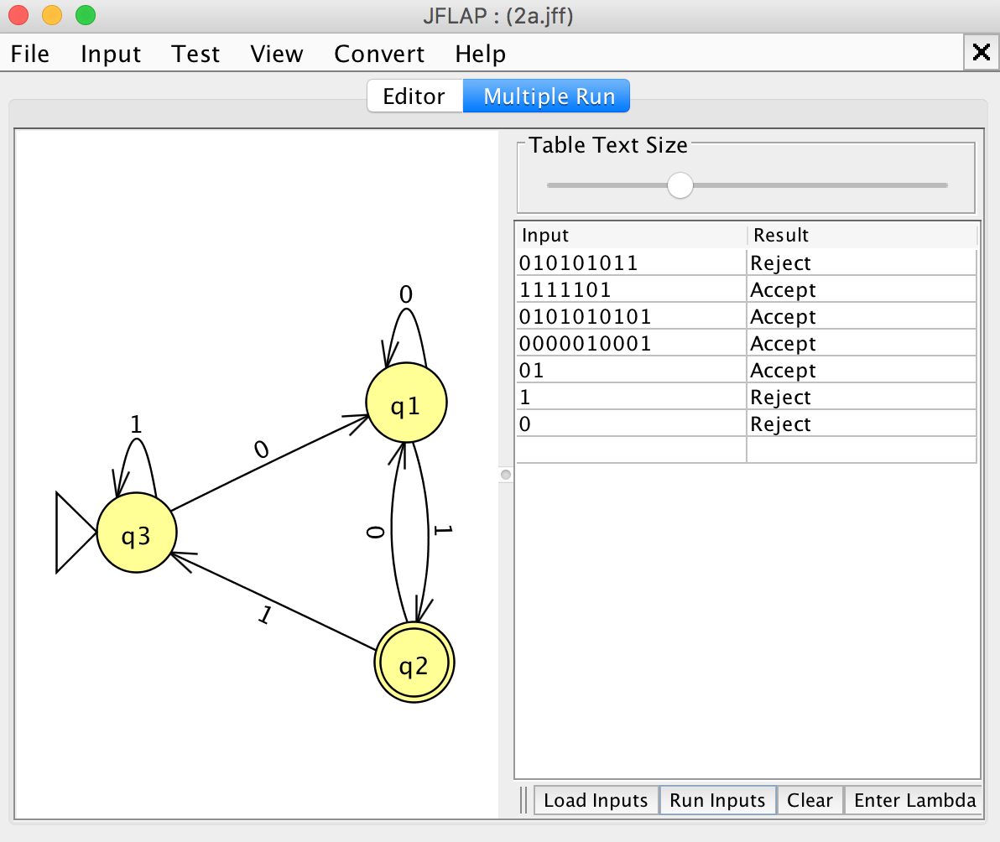 JFLAP : (2a.jff)
File Input Test View Convert Help
Editor Multiple Run
Table Text Size
Input Result
010101011 Reject
1111101 Accept
0101010101 Accept
0000010001 Accept
01 Accept
1 Reject
0 Reject
0
q1
1
0
q3
0 1
1
q2
Load Inputs Run Inputs Clear Enter Lambda